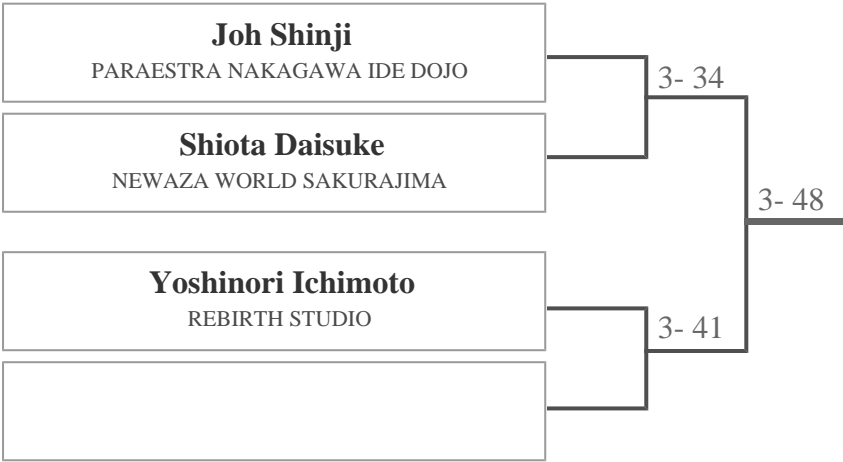 Joh Shinji
PARAESTRA NAKAGAWA IDE DOJO
3- 34
Shiota Daisuke
NEWAZA WORLD SAKURAJIMA
3- 48
Yoshinori Ichimoto
REBIRTH STUDIO
3- 41